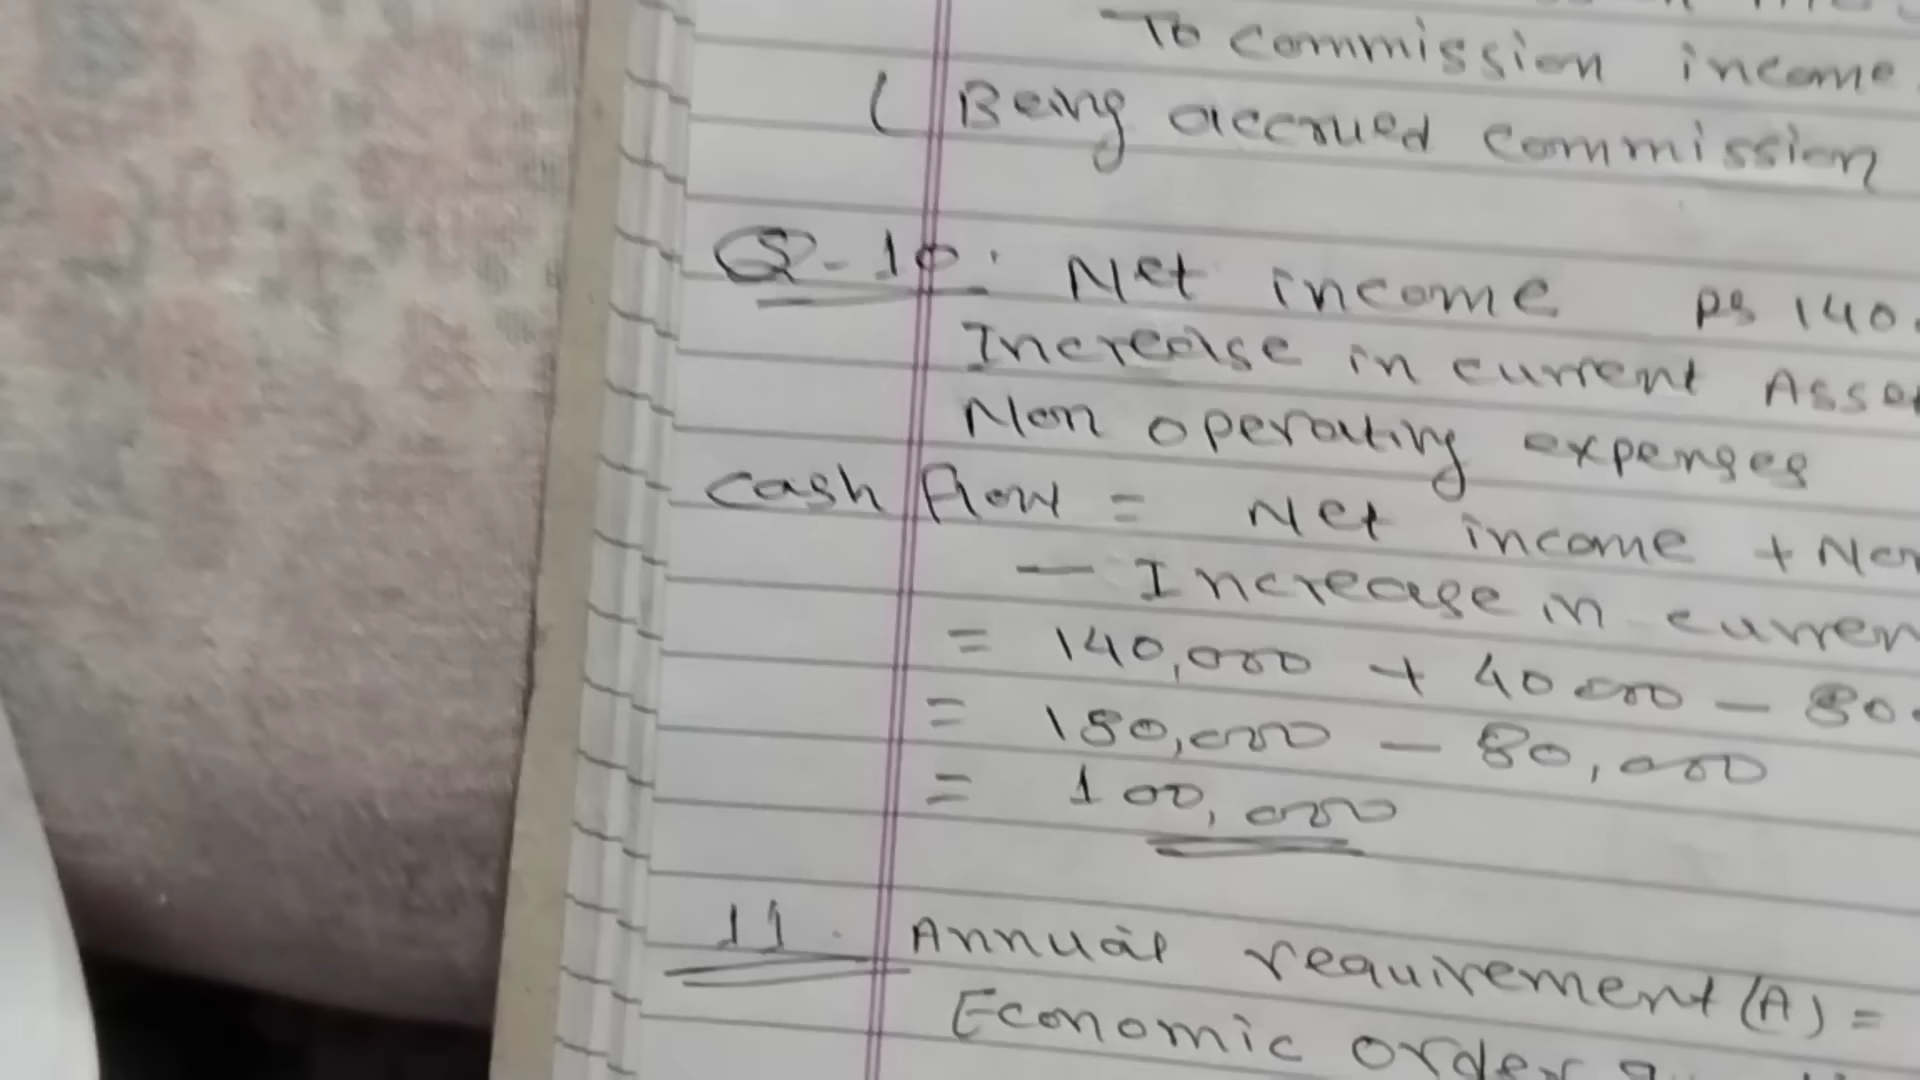 To commission income
( Being accrued commission
Q-10. Net income Rs 140
Increase in current Asse
Non operating expenses
cash flow = Net income + Non
- Increase in curren
= 140,000 + 40000 - 80
= 180,000 - 80,000
= 100,000
11. Annual requirement (A) =
Economic order